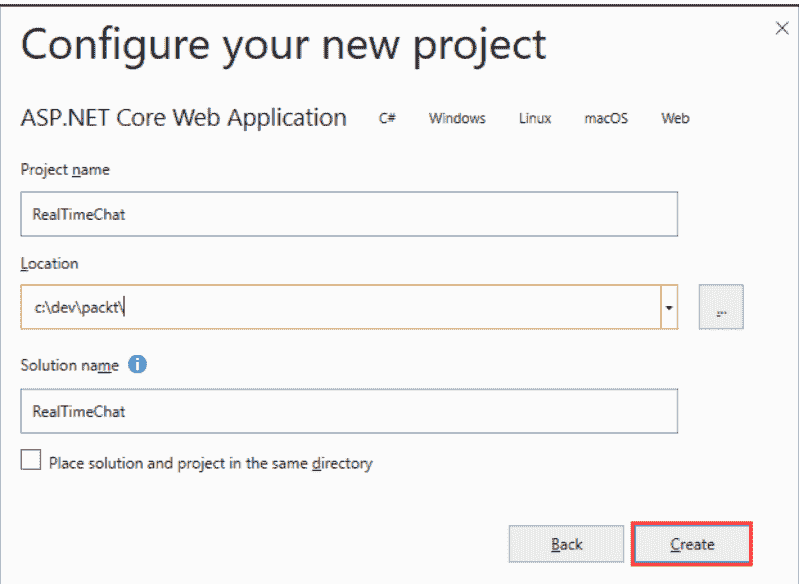 Configure your new project
ASP.NET Core Web Application C# Windows Linux macOS Web
Project name
RealTimeChat
Location
c:\dev\packt\
...
Solution name
RealTimeChat
Place solution and project in the same directory
Back Create